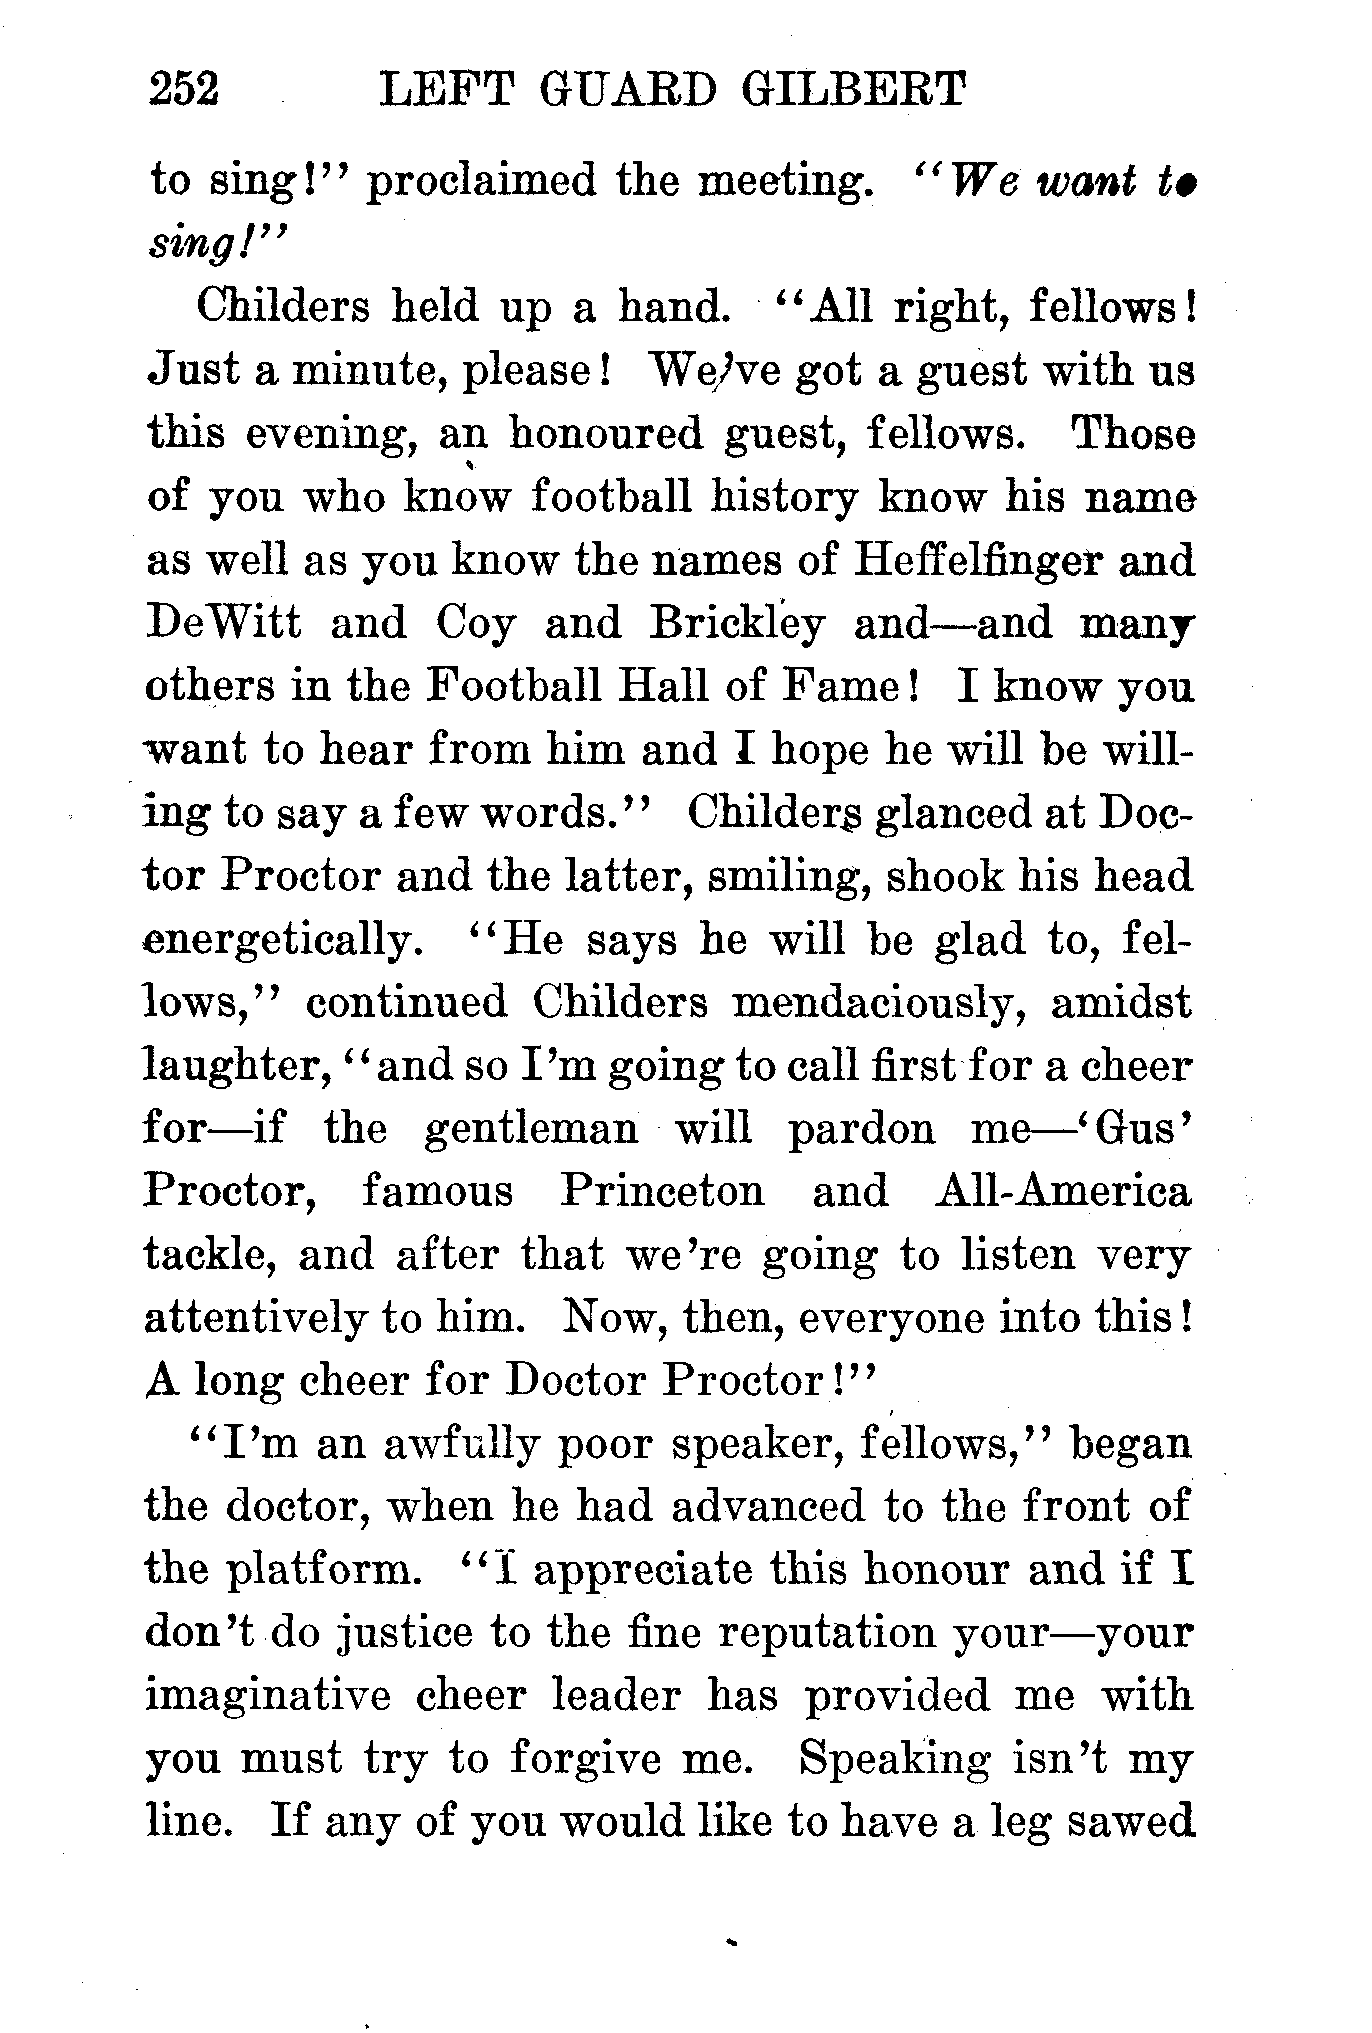 252 LEFT GUARD GILBERT
to sing!" proclaimed the meeting. "We want to
sing!"
Childers held up a hand. "All right, fellows!
Just a minute, please! We've got a guest with us
this evening, an honoured guest, fellows. Those
of you who know football history know his name
as well as you know the names of Heffelfinger and
DeWitt and Coy and Brickley and—and many
others in the Football Hall of Fame! I know you
want to hear from him and I hope he will be will-
ing to say a few words." Childers glanced at Doc-
tor Proctor and the latter, smiling, shook his head
energetically. "He says he will be glad to, fel-
lows," continued Childers mendaciously, amidst
laughter, "and so I'm going to call first for a cheer
for—if the gentleman will pardon me—'Gus'
Proctor, famous Princeton and All-America
tackle, and after that we're going to listen very
attentively to him. Now, then, everyone into this!
A long cheer for Doctor Proctor!"
"I'm an awfully poor speaker, fellows," began
the doctor, when he had advanced to the front of
the platform. "I appreciate this honour and if I
don't do justice to the fine reputation your—your
imaginative cheer leader has provided me with
you must try to forgive me. Speaking isn't my
line. If any of you would like to have a leg sawed